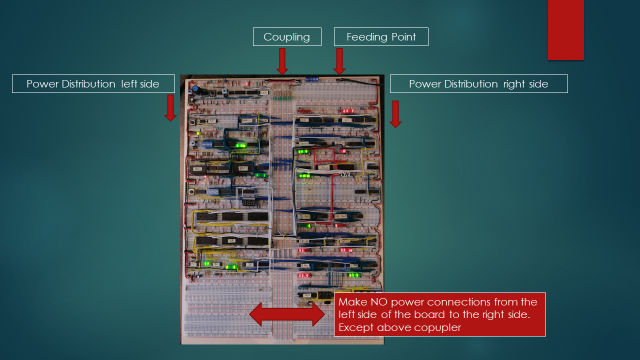 Coupling
Feeding Point
Power Distribution left side
Power Distribution right side
Make NO power connections from the
left side of the board to the right side.
Except above copupler